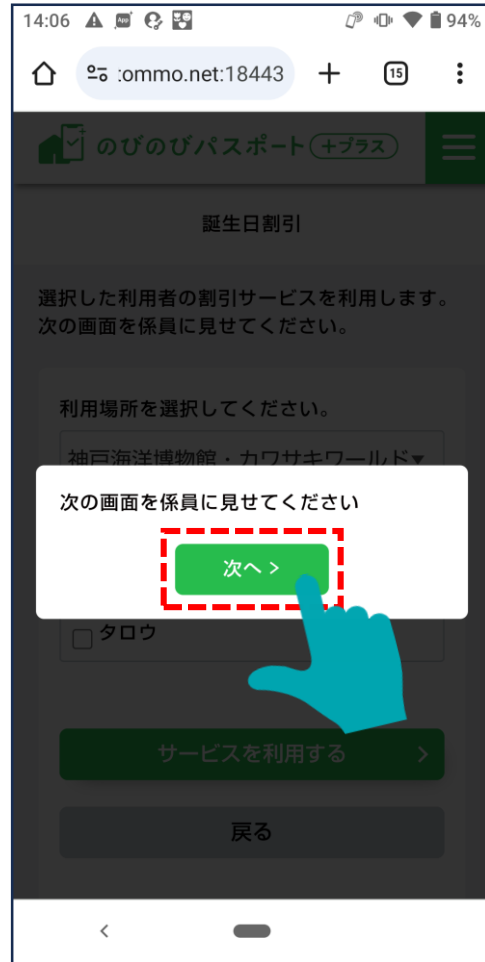 14:06
94%
:ommo.net:18443
15
のびのびパスポート +プラス
誕生日割引
選択した利用者の割引サービスを利用します。
次の画面を係員に見せてください。
利用場所を選択してください。
神戸海洋博物館・カワサキワールド▼
次の画面を係員に見せてください
次へ >
タロウ
サービスを利用する >
戻る